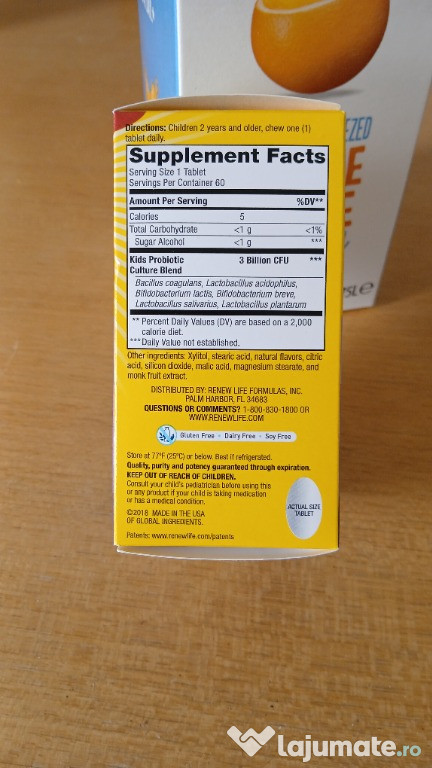 EZED
E
E
75L e
Directions: Children 2 years and older, chew one (1)
tablet daily.
Supplement Facts
Serving Size 1 Tablet
Servings Per Container 60
Amount Per Serving %DV**
Calories 5
Total Carbohydrate <1 g <1%
Sugar Alcohol <1 g ***
Kids Probiotic 3 Billion CFU ***
Culture Blend
Bacillus coagulans, Lactobacillus acidophilus,
Bifidobacterium lactis, Bifidobacterium breve,
Lactobacillus salivarius, Lactobacillus plantarum
** Percent Daily Values (DV) are based on a 2,000
calorie diet.
***Daily Value not established.
Other ingredients: Xylitol, stearic acid, natural flavors, citric
acid, silicon dioxide, malic acid, magnesium stearate, and
monk fruit extract.
DISTRIBUTED BY: RENEW LIFE FORMULAS, INC.
PALM HARBOR, FL 34683
QUESTIONS OR COMMENTS? 1-800-830-1800 OR
WWW.RENEWLIFE.COM
Gluten Free • Dairy Free • Soy Free
Store at 77°F (25°C) or below. Best if refrigerated.
Quality, purity and potency guaranteed through expiration.
KEEP OUT OF REACH OF CHILDREN.
Consult your child's pediatrician before using this
or any product if your child is taking medication
or has a medical condition.
ACTUAL SIZE
TABLET
©2018 MADE IN THE USA
OF GLOBAL INGREDIENTS.
Patents: www.renewlife.com/patents
lajumate.ro